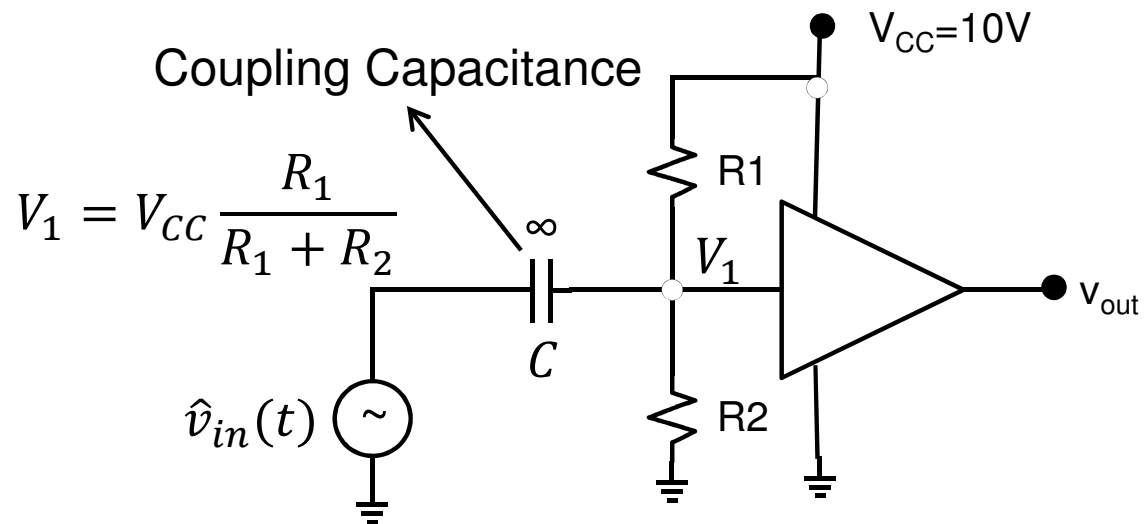 V_CC=10V
Coupling Capacitance
R1
V_1 = V_CC R_1 / (R_1 + R_2)
∞
V_1
v_out
C
v̂_in(t)
~
R2